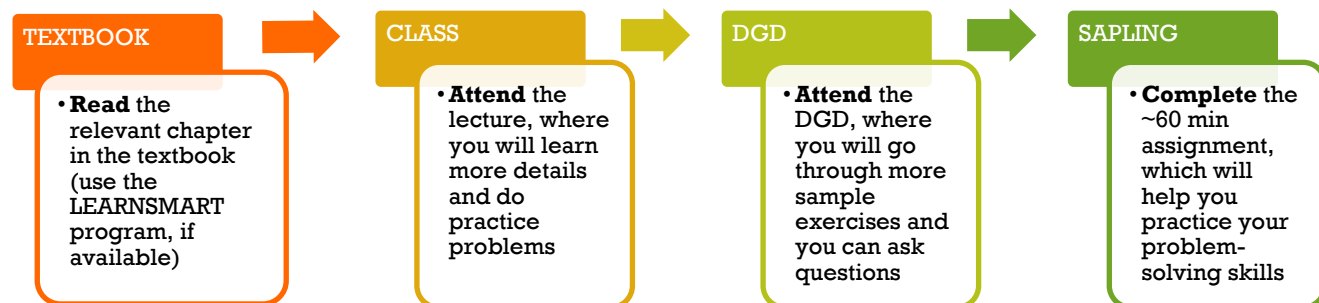 TEXTBOOK
• Read the
relevant chapter
in the textbook
(use the
LEARNSMART
program, if
available)
CLASS
• Attend the
lecture, where
you will learn
more details
and do
practice
problems
DGD
• Attend the
DGD, where
you will go
through more
sample
exercises and
you can ask
questions
SAPLING
• Complete the
~60 min
assignment,
which will
help you
practice your
problem-
solving skills